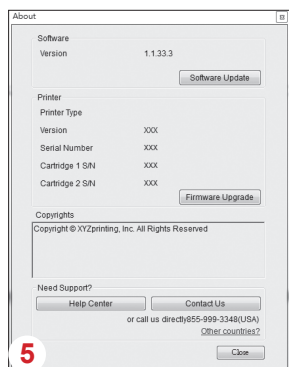 About
Software
Version 1.1.33.3
Software Update
Printer
Printer Type
Version XXX
Serial Number XXX
Cartridge 1 S/N XXX
Cartridge 2 S/N XXX
Firmware Upgrade
Copyrights
Copyright © XYZprinting, Inc. All Rights Reserved
Need Support?
Help Center Contact Us
or call us directly855-999-3348(USA)
Other countries?
5 Close